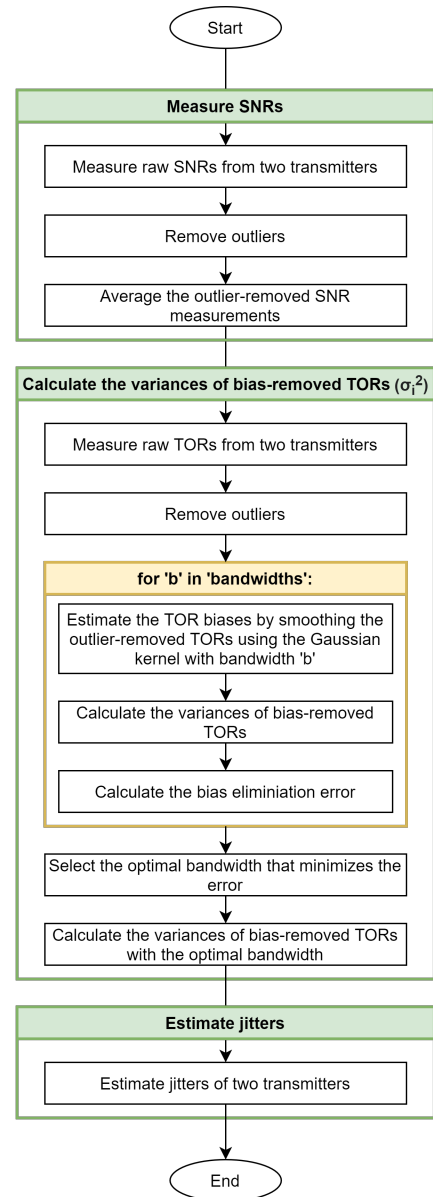 Start
Measure SNRs
Measure raw SNRs from two transmitters
Remove outliers
Average the outlier-removed SNR
measurements
Calculate the variances of bias-removed TORs (σᵢ²)
Measure raw TORs from two transmitters
Remove outliers
for 'b' in 'bandwidths':
Estimate the TOR biases by smoothing the
outlier-removed TORs using the Gaussian
kernel with bandwidth 'b'
Calculate the variances of bias-removed
TORs
Calculate the bias eliminiation error
Select the optimal bandwidth that minimizes the
error
Calculate the variances of bias-removed TORs
with the optimal bandwidth
Estimate jitters
Estimate jitters of two transmitters
End